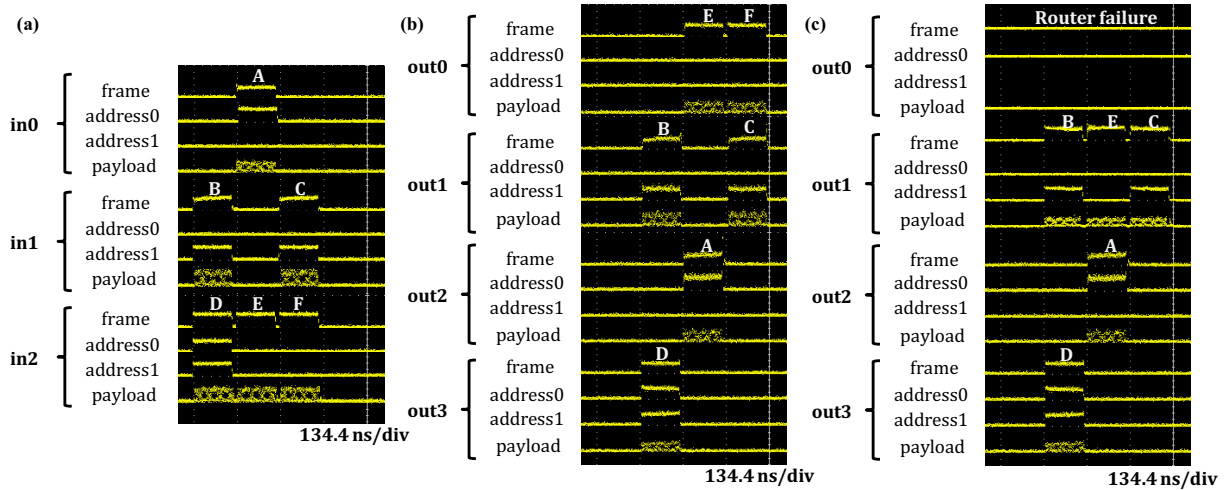 (a)
A
in0
frame
address0
address1
payload
B C
in1
frame
address0
address1
payload
D E F
in2
frame
address0
address1
payload
134.4 ns/div
(b)
E F
out0
frame
address0
address1
payload
B C
out1
frame
address0
address1
payload
A
out2
frame
address0
address1
payload
D
out3
frame
address0
address1
payload
134.4 ns/div
(c)
Router failure
out0
frame
address0
address1
payload
B E C
out1
frame
address0
address1
payload
A
out2
frame
address0
address1
payload
D
out3
frame
address0
address1
payload
134.4 ns/div